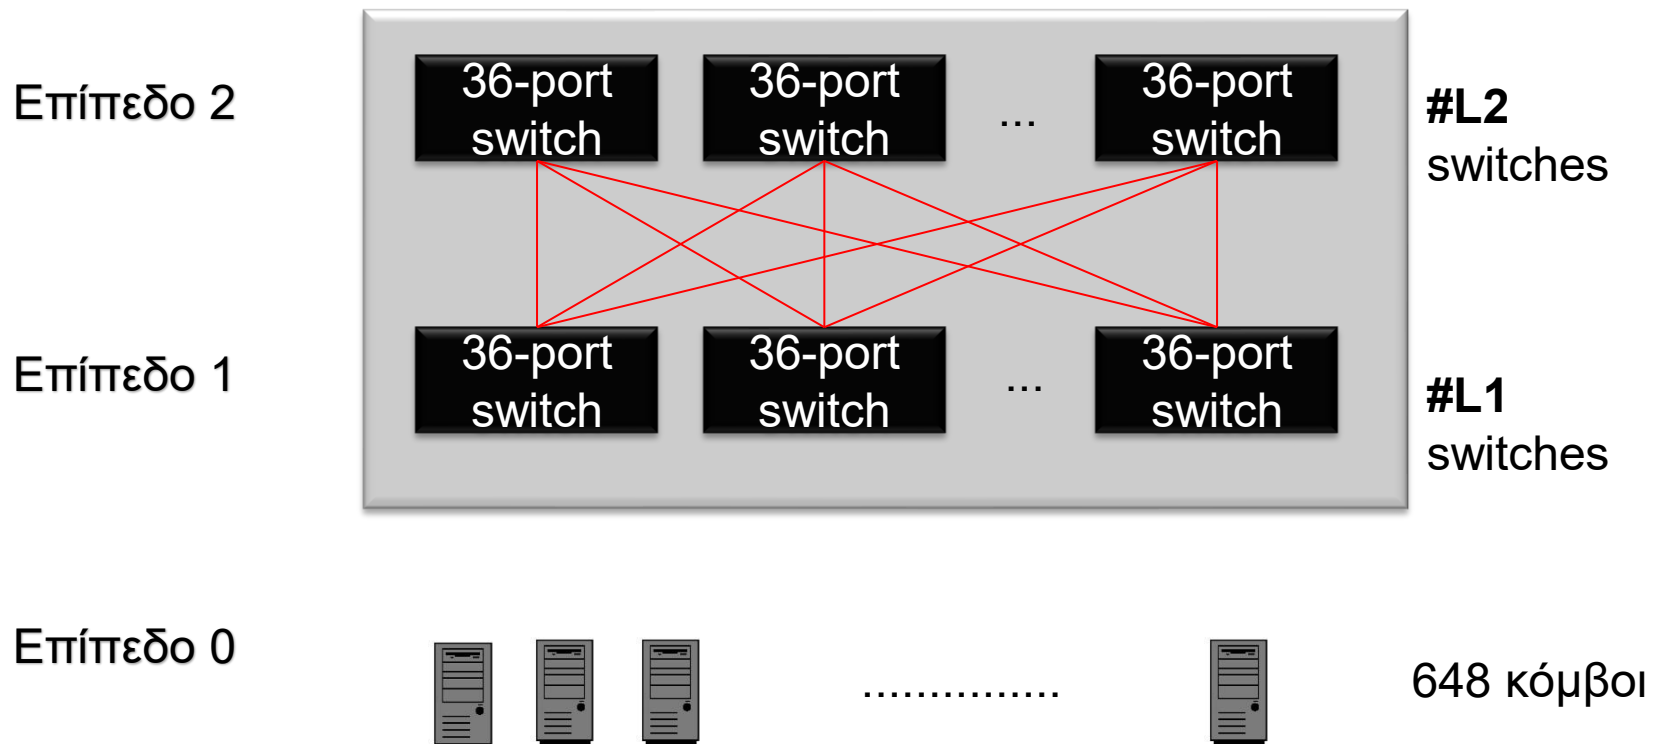 Επίπεδο 2
36-port switch
36-port switch
...
36-port switch
#L2 switches
Επίπεδο 1
36-port switch
36-port switch
...
36-port switch
#L1 switches
Επίπεδο 0
...............
648 κόμβοι